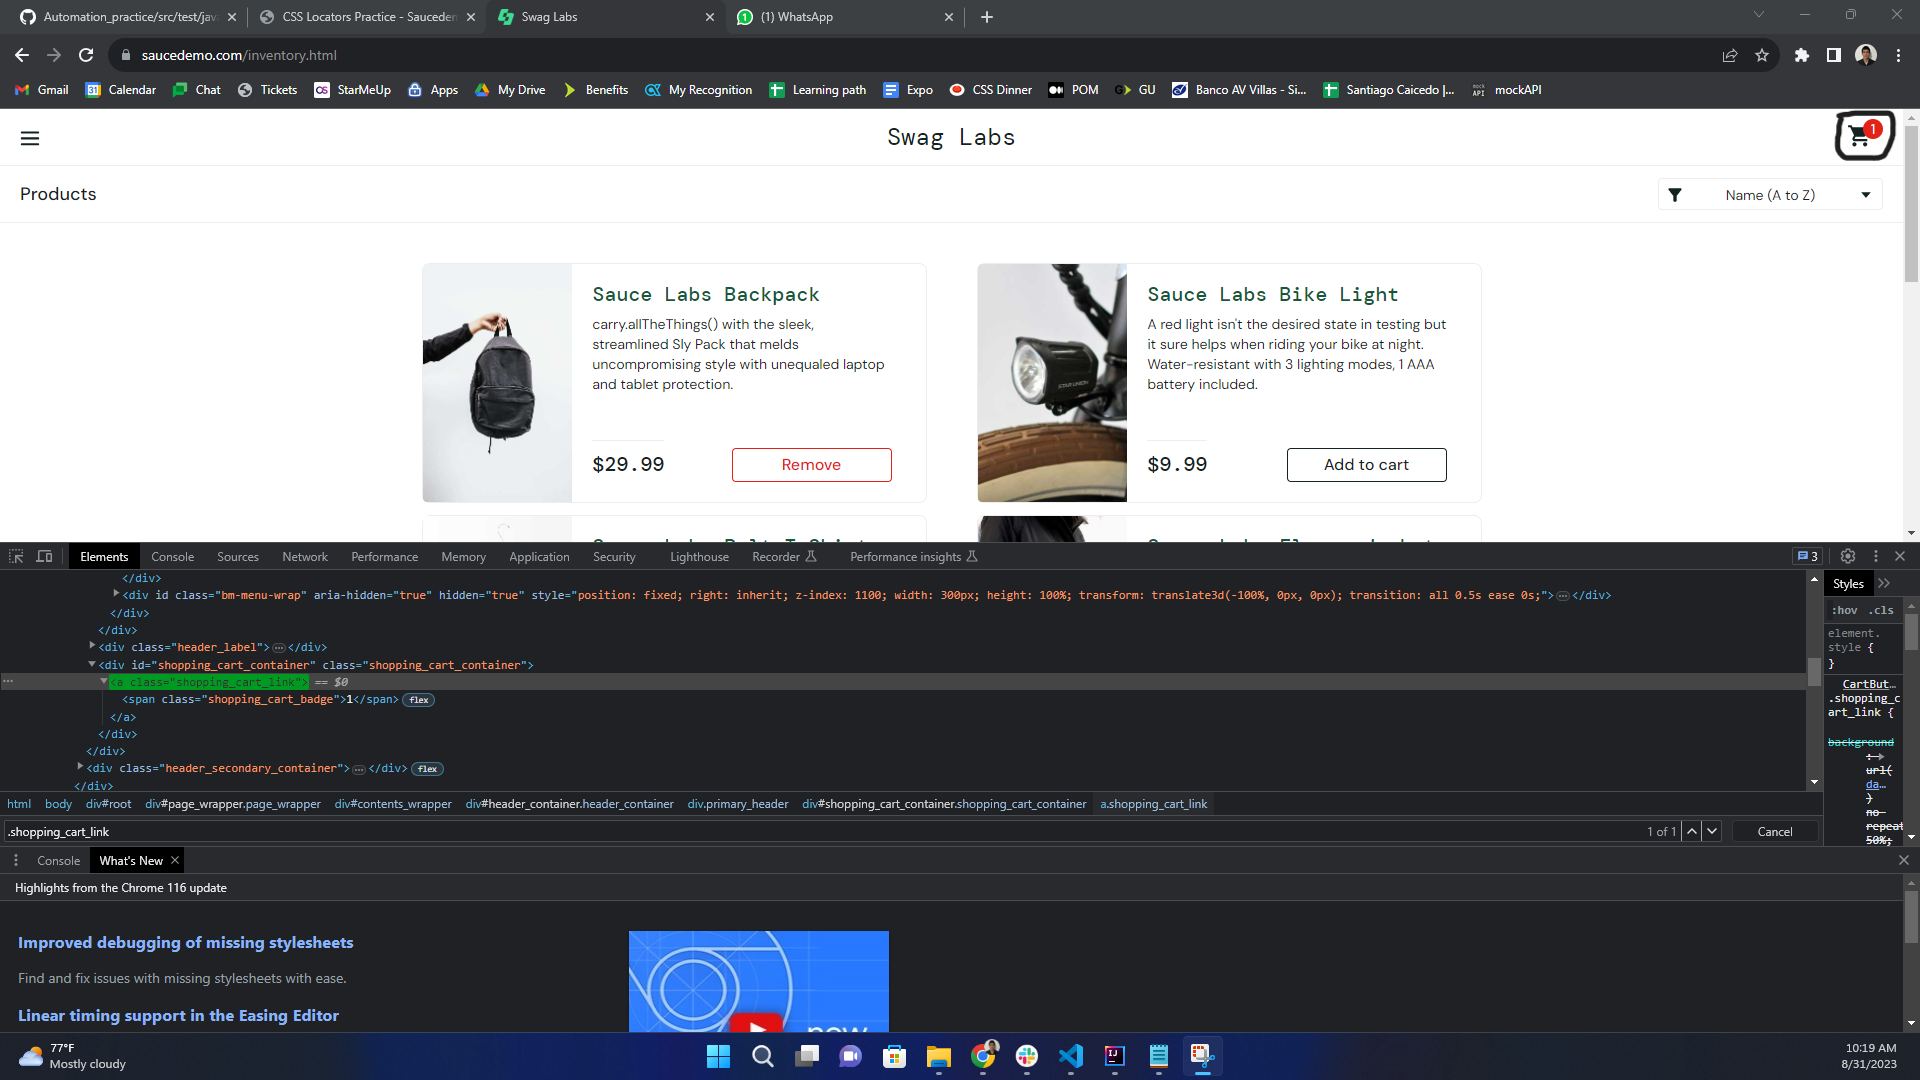 Automation_practice/src/test/jav
CSS Locators Practice - Saucedem
Swag Labs
(1) WhatsApp
saucedemo.com/inventory.html
Gmail
Calendar
Chat
Tickets
StarMeUp
Apps
My Drive
Benefits
My Recognition
Learning path
Expo
CSS Dinner
POM
GU
Banco AV Villas - Si...
Santiago Caicedo |...
mockAPI
Swag Labs
1
Products
Name (A to Z)
Sauce Labs Backpack
carry.allTheThings() with the sleek,
streamlined Sly Pack that melds
uncompromising style with unequaled laptop
and tablet protection.
$29.99
Remove
Sauce Labs Bike Light
A red light isn't the desired state in testing but
it sure helps when riding your bike at night.
Water-resistant with 3 lighting modes, 1 AAA
battery included.
$9.99
Add to cart
Elements
Console
Sources
Network
Performance
Memory
Application
Security
Lighthouse
Recorder
Performance insights
3
</div>
<div id class="bm-menu-wrap" aria-hidden="true" hidden="true" style="position: fixed; right: inherit; z-index: 1100; width: 300px; height: 100%; transform: translate3d(-100%, 0px, 0px); transition: all 0.5s ease 0s;">…</div>
</div>
</div>
<div class="header_label">…</div>
<div id="shopping_cart_container" class="shopping_cart_container">
<a class="shopping_cart_link"> == $0
<span class="shopping_cart_badge">1</span> flex
</a>
</div>
</div>
<div class="header_secondary_container">…</div> flex
</div>
html
body
div#root
div#page_wrapper.page_wrapper
div#contents_wrapper
div#header_container.header_container
div.primary_header
div#shopping_cart_container.shopping_cart_container
a.shopping_cart_link
.shopping_cart_link
1 of 1
Cancel
Styles
:hov .cls
element.
style {
}
CartBut…
.shopping_c
art_link {
background
:
url(
da…
)
no-
repeat
50%;
Console
What's New
Highlights from the Chrome 116 update
Improved debugging of missing stylesheets
Find and fix issues with missing stylesheets with ease.
Linear timing support in the Easing Editor
new
77°F
Mostly cloudy
10:19 AM
8/31/2023